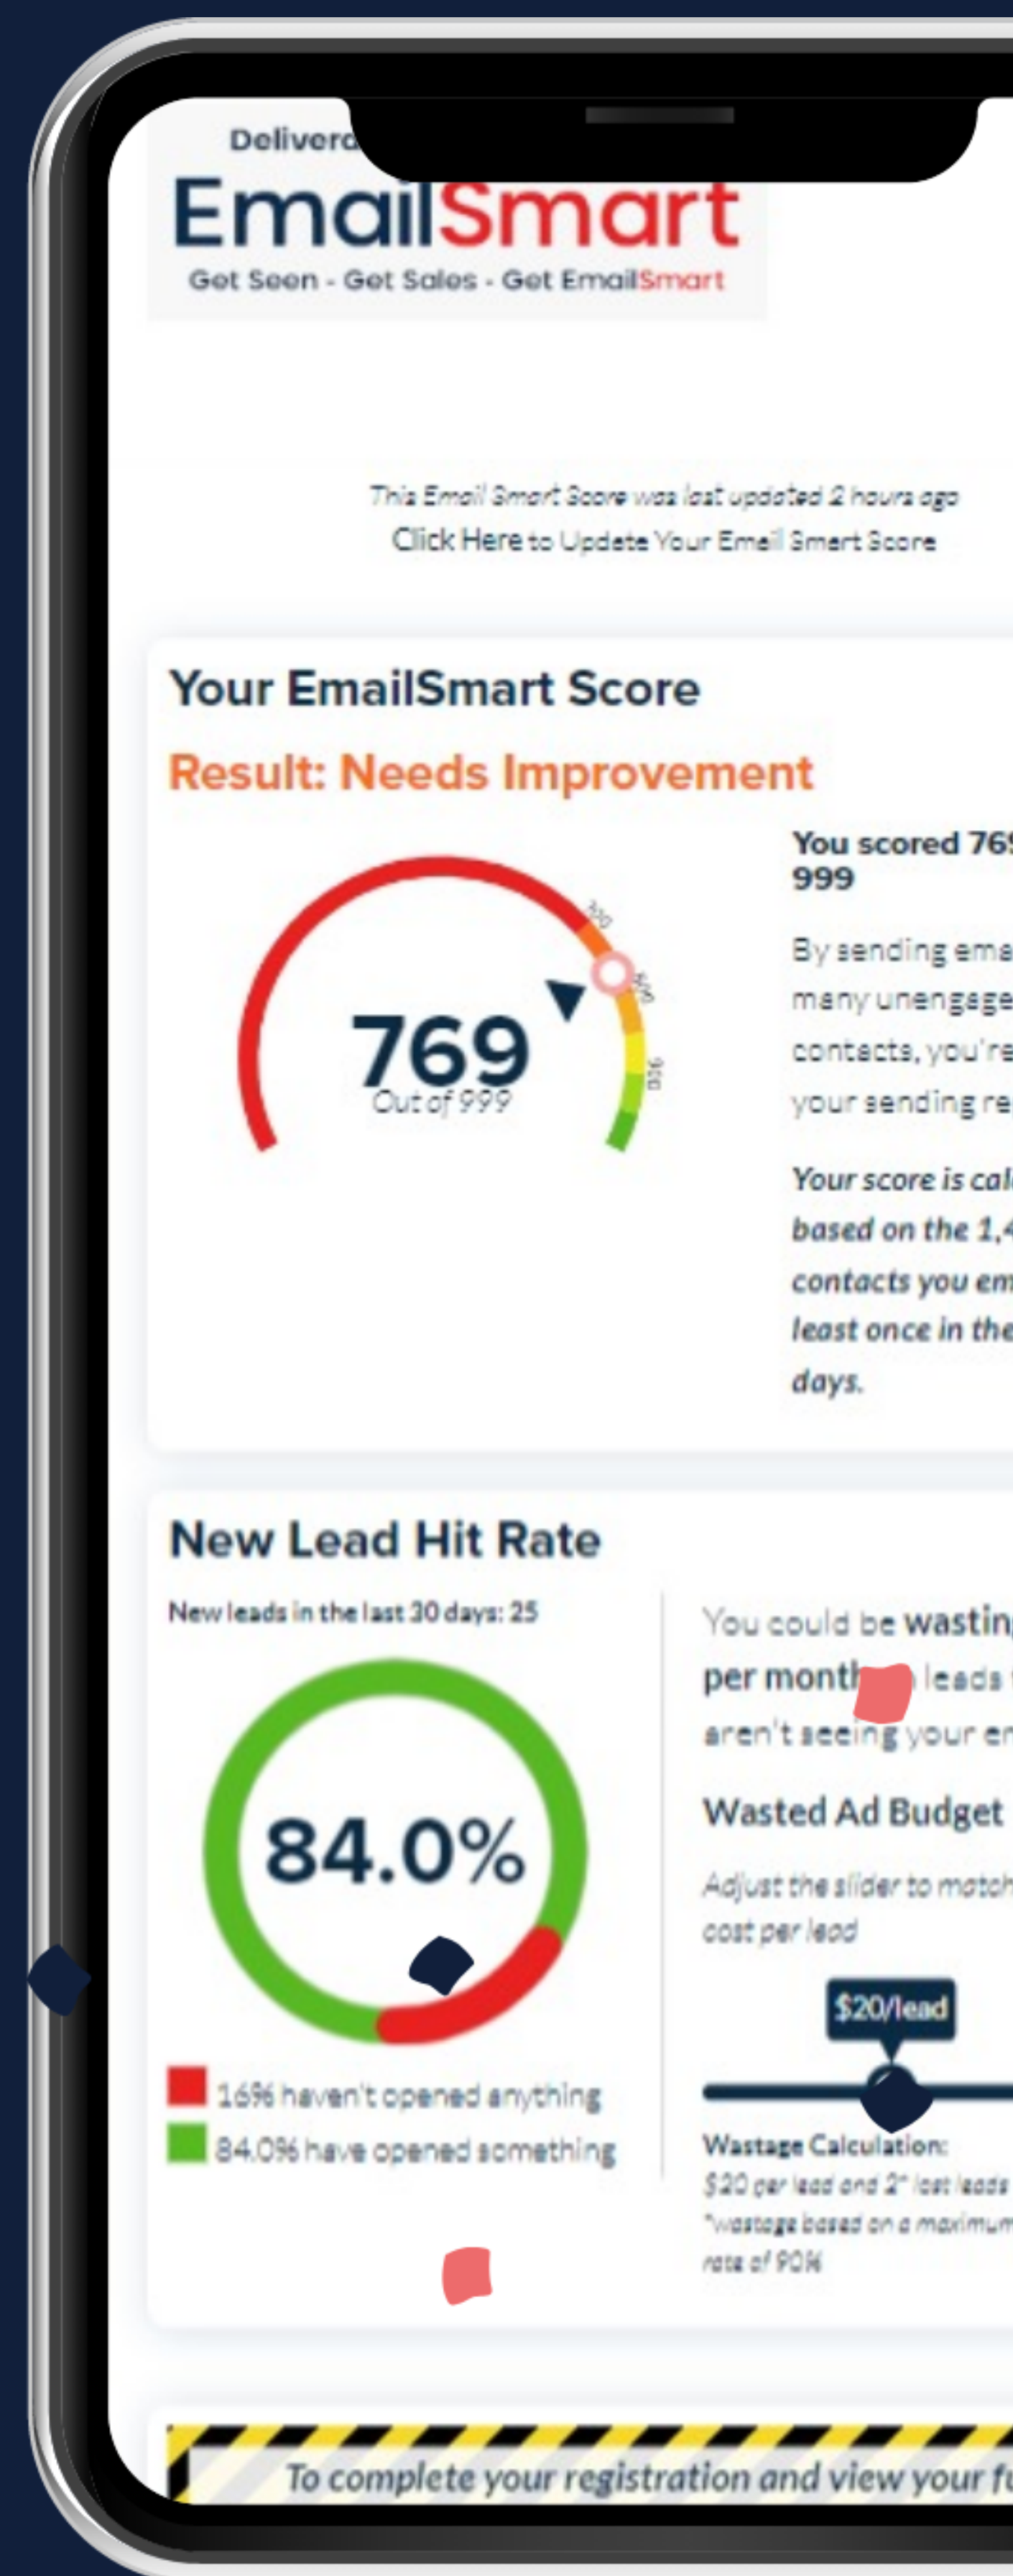 Delivera
EmailSmart
Get Seen - Get Sales - Get EmailSmart
This Email Smart Score was last updated 2 hours ago
Click Here to Update Your Email Smart Score
Your EmailSmart Score
Result: Needs Improvement
769
Out of 999
900
You scored 769
999
By sending ema
many unengage
contacts, you're
your sending re
Your score is cal
based on the 1,4
contacts you em
least once in the
days.
New Lead Hit Rate
New leads in the last 30 days: 25
84.0%
16% haven't opened anything
84.0% have opened something
You could be wasting
per month leads
aren't seeing your em
Wasted Ad Budget
Adjust the slider to match
cost per lead
$20/lead
Wastage Calculation:
$20 per lead and 2* lost leads
*wastage based on a maximum
rate of 90%
To complete your registration and view your fu